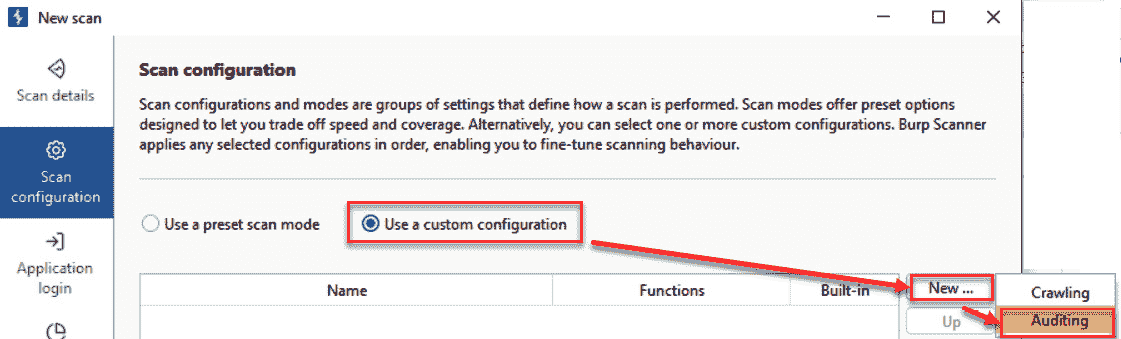 New scan
Scan details
Scan configuration
Scan configurations and modes are groups of settings that define how a scan is performed. Scan modes offer preset options
designed to let you trade off speed and coverage. Alternatively, you can select one or more custom configurations. Burp Scanner
applies any selected configurations in order, enabling you to fine-tune scanning behaviour.
Scan
configuration
Use a preset scan mode
Use a custom configuration
Application
login
Name
Functions
Built-in
New ...
Crawling
Up
Auditing